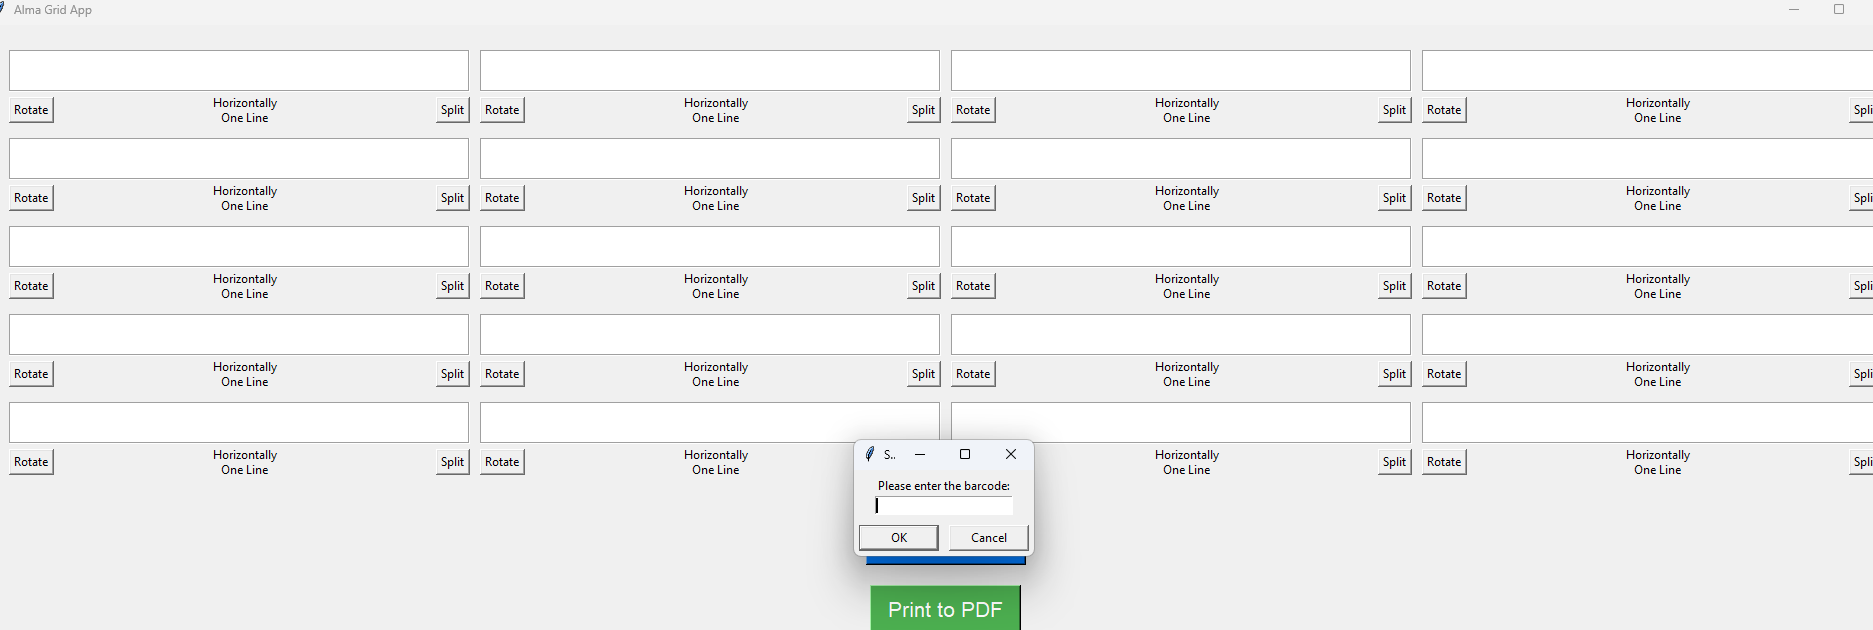 Alma Grid App
Rotate Horizontally One Line Split Rotate Horizontally One Line Split Rotate Horizontally One Line Split Rotate Horizontally One Line Spli
Rotate Horizontally One Line Split Rotate Horizontally One Line Split Rotate Horizontally One Line Split Rotate Horizontally One Line Spli
Rotate Horizontally One Line Split Rotate Horizontally One Line Split Rotate Horizontally One Line Split Rotate Horizontally One Line Spli
Rotate Horizontally One Line Split Rotate Horizontally One Line Split Rotate Horizontally One Line Split Rotate Horizontally One Line Spli
Rotate Horizontally One Line Split Rotate Horizontally One Line Horizontally One Line Split Rotate Horizontally One Line Spli
S..
Please enter the barcode:
OK Cancel
Print to PDF